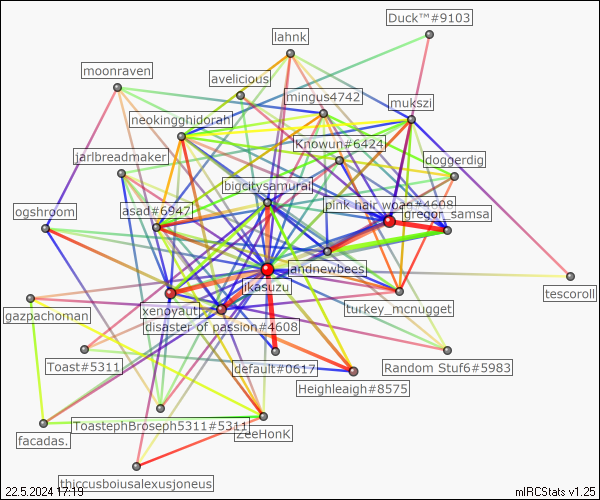 Duck™#9103
lahnk
moonraven
avelicious
mingus4742
mukszi
neokingghidorah
Knowun#6424
jarlbreadmaker
doggerdig
bigcitysamurai
ogshroom
asad#6947
pink hair woag#4608
gregor_samsa
andnewbees
tescoroll
ikasuzu
gazpachoman
xenoyaut
turkey_mcnugget
disaster of passion#4608
Toast#5311
default#0617
Random Stuf6#5983
Heighleaigh#8575
ToastephBroseph5311#5311
ZeeHonK
facadas.
thiccusboiusalexusjoneus
22.5.2024 17:19
mIRCStats v1.25